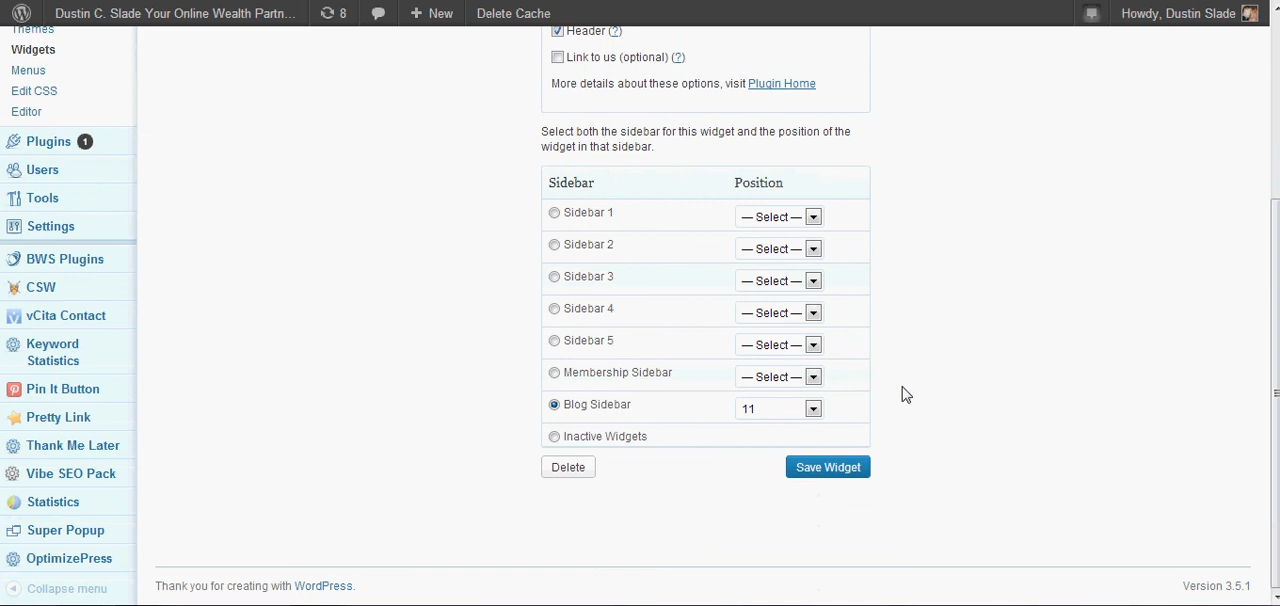 Dustin C. Slade Your Online Wealth Partn... 8 New Delete Cache Howdy, Dustin Slade
Themes
Widgets
Menus
Edit CSS
Editor
Plugins 1
Users
Tools
Settings
BWS Plugins
CSW
vCita Contact
Keyword
Statistics
Pin It Button
Pretty Link
Thank Me Later
Vibe SEO Pack
Statistics
Super Popup
OptimizePress
Collapse menu
Header (?)
Link to us (optional) (?)
More details about these options, visit Plugin Home
Select both the sidebar for this widget and the position of the
widget in that sidebar.
Sidebar Position
Sidebar 1 — Select —
Sidebar 2 — Select —
Sidebar 3 — Select —
Sidebar 4 — Select —
Sidebar 5 — Select —
Membership Sidebar — Select —
Blog Sidebar 11
Inactive Widgets
Delete Save Widget
Thank you for creating with WordPress. Version 3.5.1